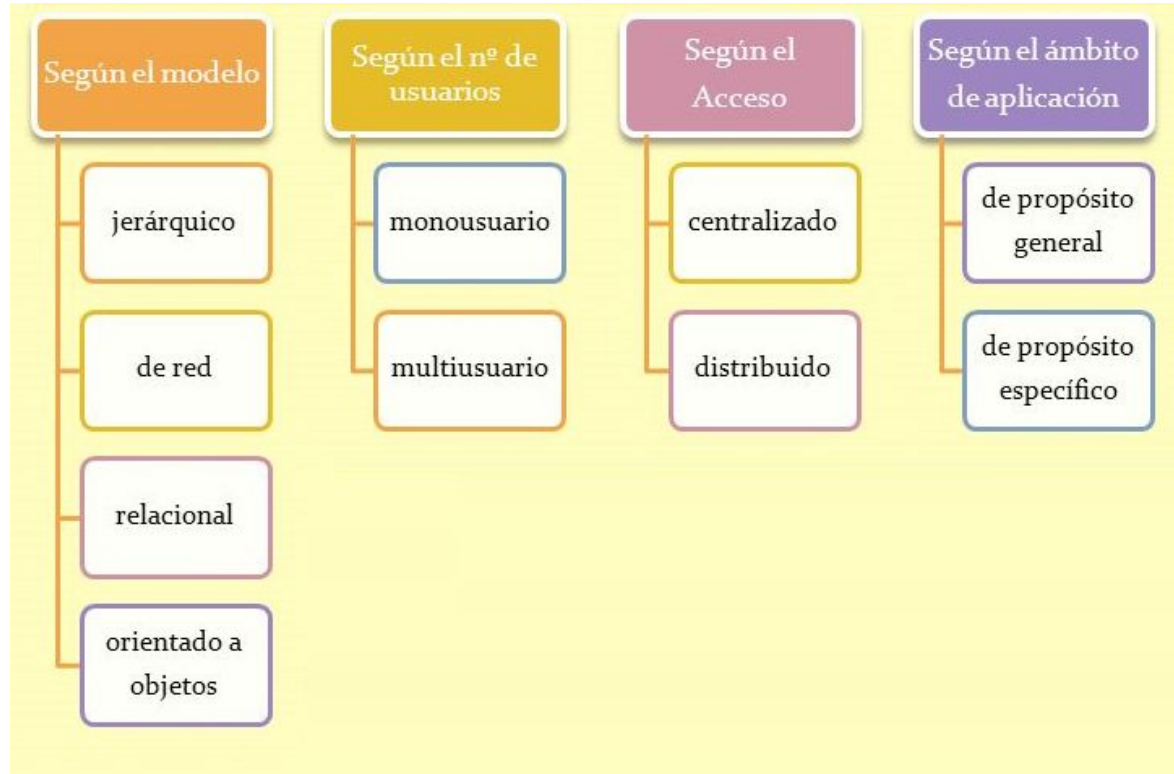 Según el modelo
jerárquico
de red
relacional
orientado a
objetos
Según el nº de
usuarios
monousuario
multiusuario
Según el
Acceso
centralizado
distribuido
Según el ámbito
de aplicación
de propósito
general
de propósito
específico